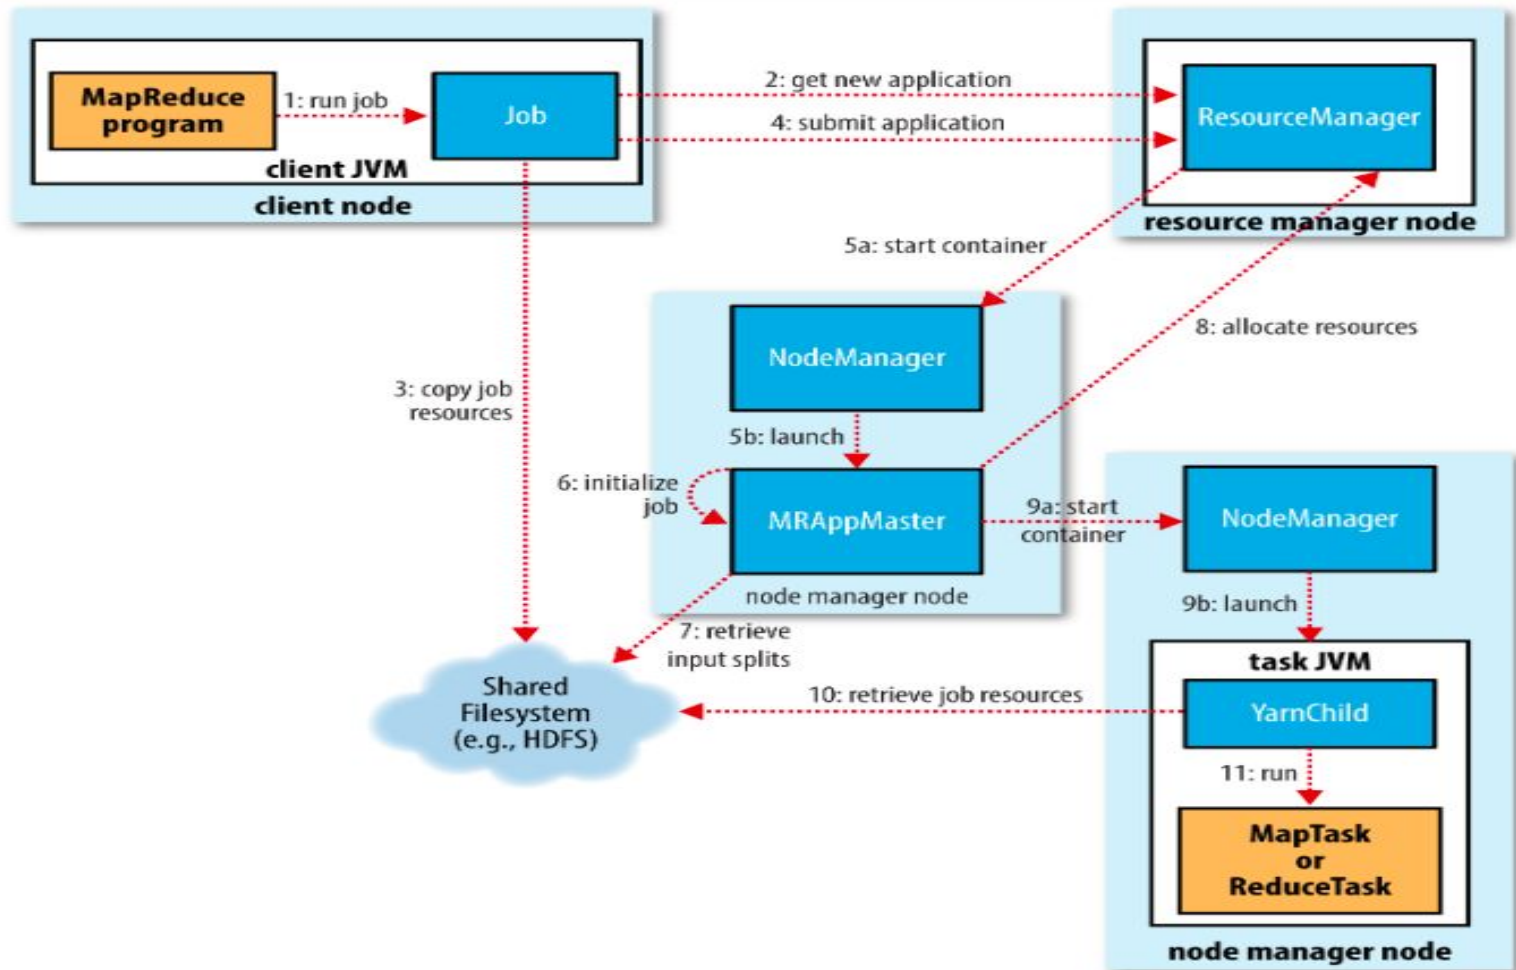 MapReduce
program
1: run job
Job
client JVM
client node
2: get new application
4: submit application
ResourceManager
resource manager node
5a: start container
8: allocate resources
3: copy job
resources
NodeManager
5b: launch
6: initialize
job
MRAppMaster
node manager node
9a: start
container
NodeManager
9b: launch
7: retrieve
input splits
Shared
Filesystem
(e.g., HDFS)
10: retrieve job resources
task JVM
YarnChild
11: run
MapTask
or
ReduceTask
node manager node